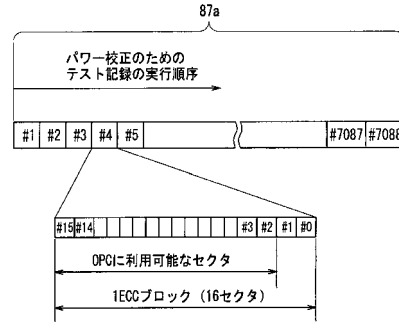 87a
パワー校正のための
テスト記録の実行順序
#1 #2 #3 #4 #5 #7087 #7088
#15 #14 #3 #2 #1 #0
OPCに利用可能なセクタ
1ECCブロック (16セクタ)